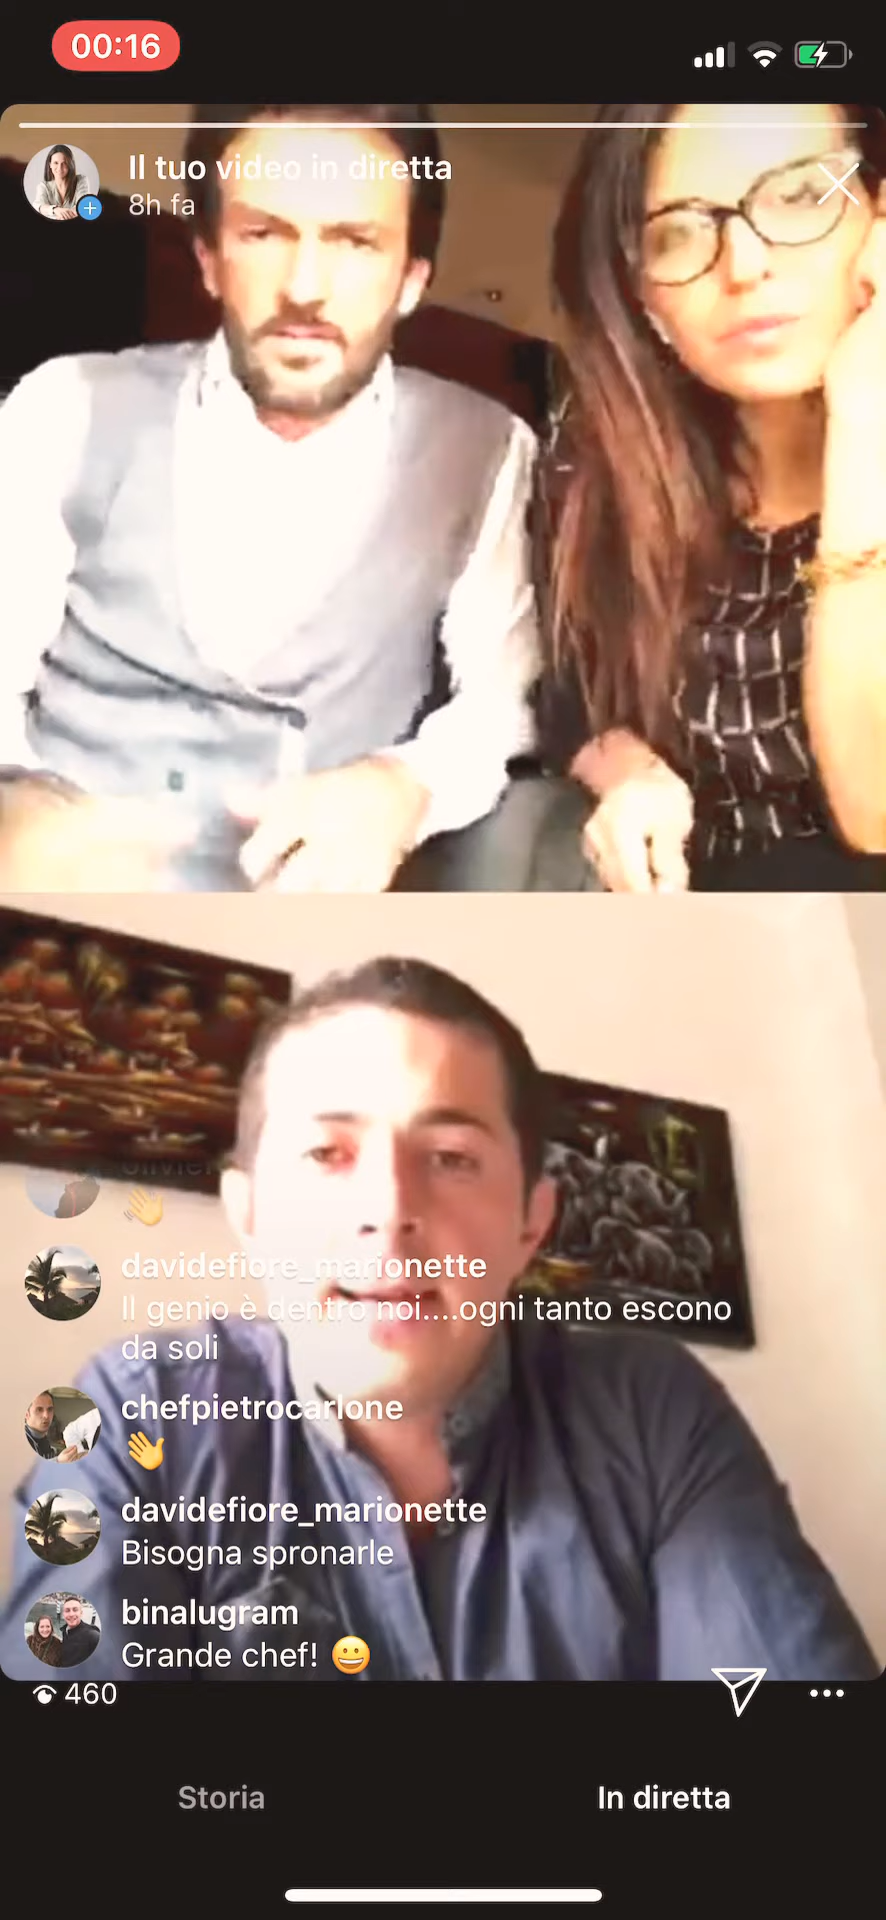 00:16
Il tuo video in diretta
8h fa
davidefiore_marionette
Il genio è dentro noi....ogni tanto escono
da soli
chefpietrocarlone
👋
davidefiore_marionette
Bisogna spronarle
binalugram
Grande chef! 😀
460
Storia
In diretta